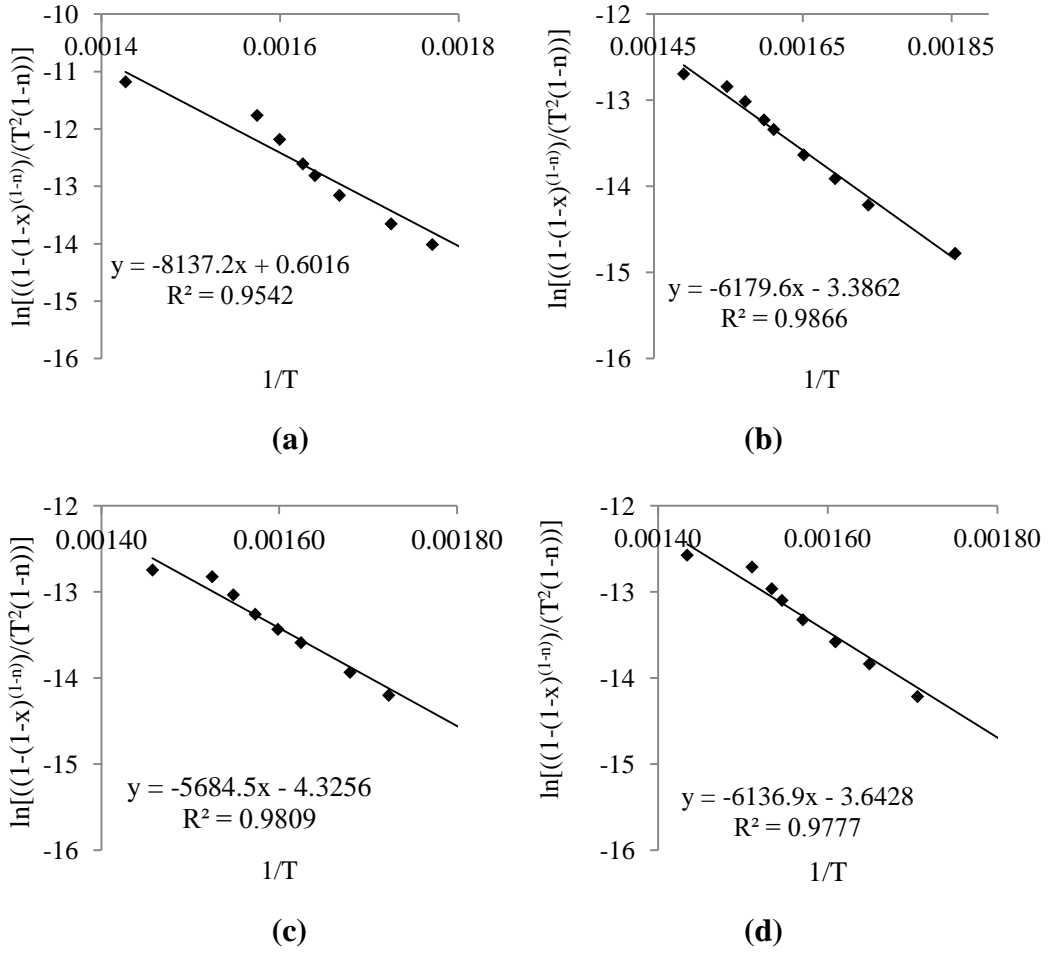 -10
0.0014 0.0016 0.0018
-11
-12
-13
-14
-15
-16
ln[((1-(1-x)^(1-n))/(T^2(1-n))]
y = -8137.2x + 0.6016
R² = 0.9542
1/T
(a)
-12
0.00145 0.00165 0.00185
-13
-14
-15
-16
ln[((1-(1-x)^(1-n))/(T^2(1-n))]
y = -6179.6x - 3.3862
R² = 0.9866
1/T
(b)
-12
0.00140 0.00160 0.00180
-13
-14
-15
-16
ln[((1-(1-x)^(1-n))/(T^2(1-n))]
y = -5684.5x - 4.3256
R² = 0.9809
1/T
(c)
-12
0.00140 0.00160 0.00180
-13
-14
-15
-16
ln[((1-(1-x)^(1-n))/(T^2(1-n))]
y = -6136.9x - 3.6428
R² = 0.9777
1/T
(d)